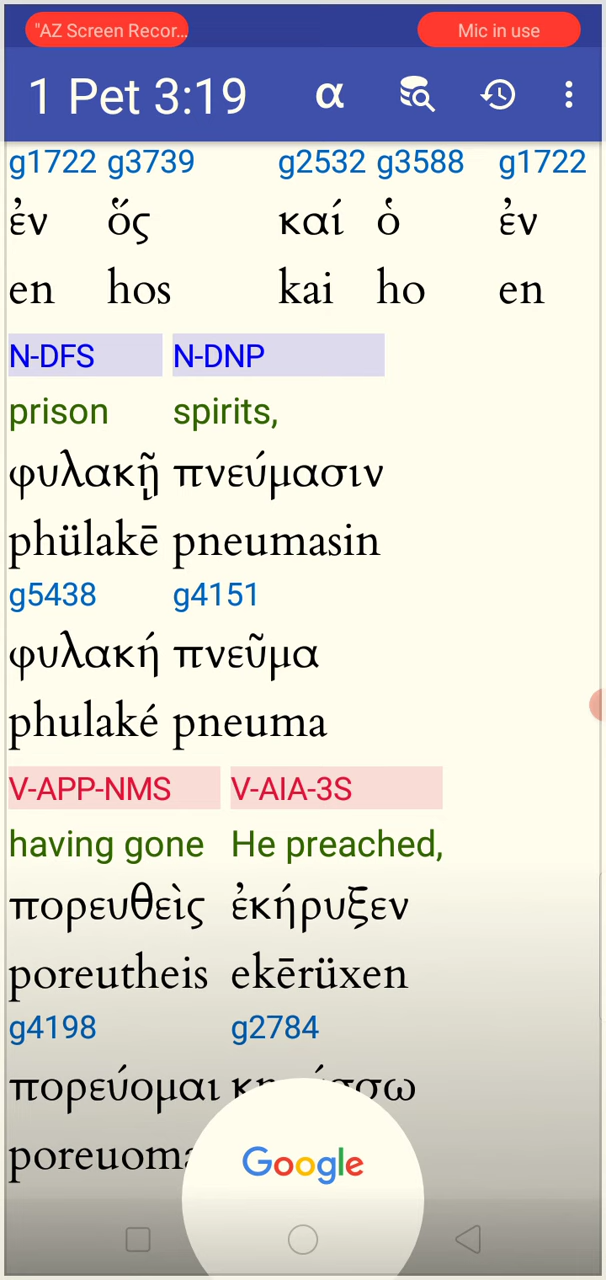 "AZ Screen Recor... Mic in use
1 Pet 3:19 α
g1722 g3739 g2532 g3588 g1722
ἐν ὅς καί ὁ ἐν
en hos kai ho en
N-DFS N-DNP
prison spirits,
φυλακῇ πνεύμασιν
phülakē pneumasin
g5438 g4151
φυλακή πνεῦμα
phulaké pneuma
V-APP-NMS V-AIA-3S
having gone He preached,
πορευθεὶς ἐκήρυξεν
poreutheis ekērüxen
g4198 g2784
πορεύομαι
Google